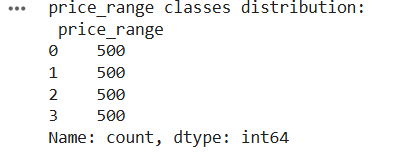 price_range classes distribution:
price_range
0 500
1 500
2 500
3 500
Name: count, dtype: int64